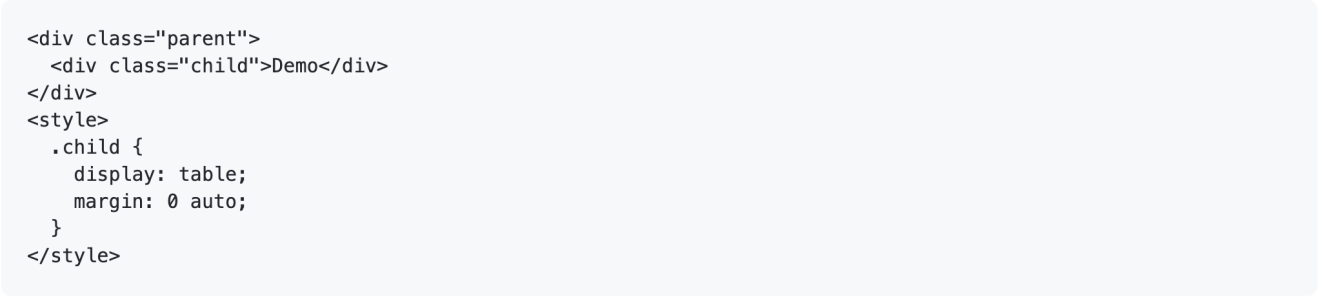 <div class="parent">
  <div class="child">Demo</div>
</div>
<style>
  .child {
    display: table;
    margin: 0 auto;
  }
</style>